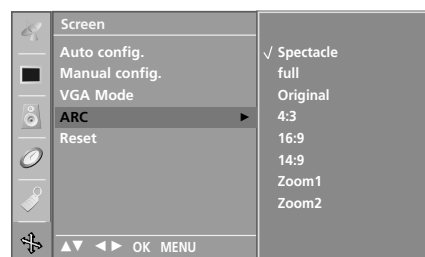 Screen
Auto config.
Manual config.
VGA Mode
ARC ►
Reset
▲▼ ◄► OK MENU
√ Spectacle
full
Original
4:3
16:9
14:9
Zoom1
Zoom2